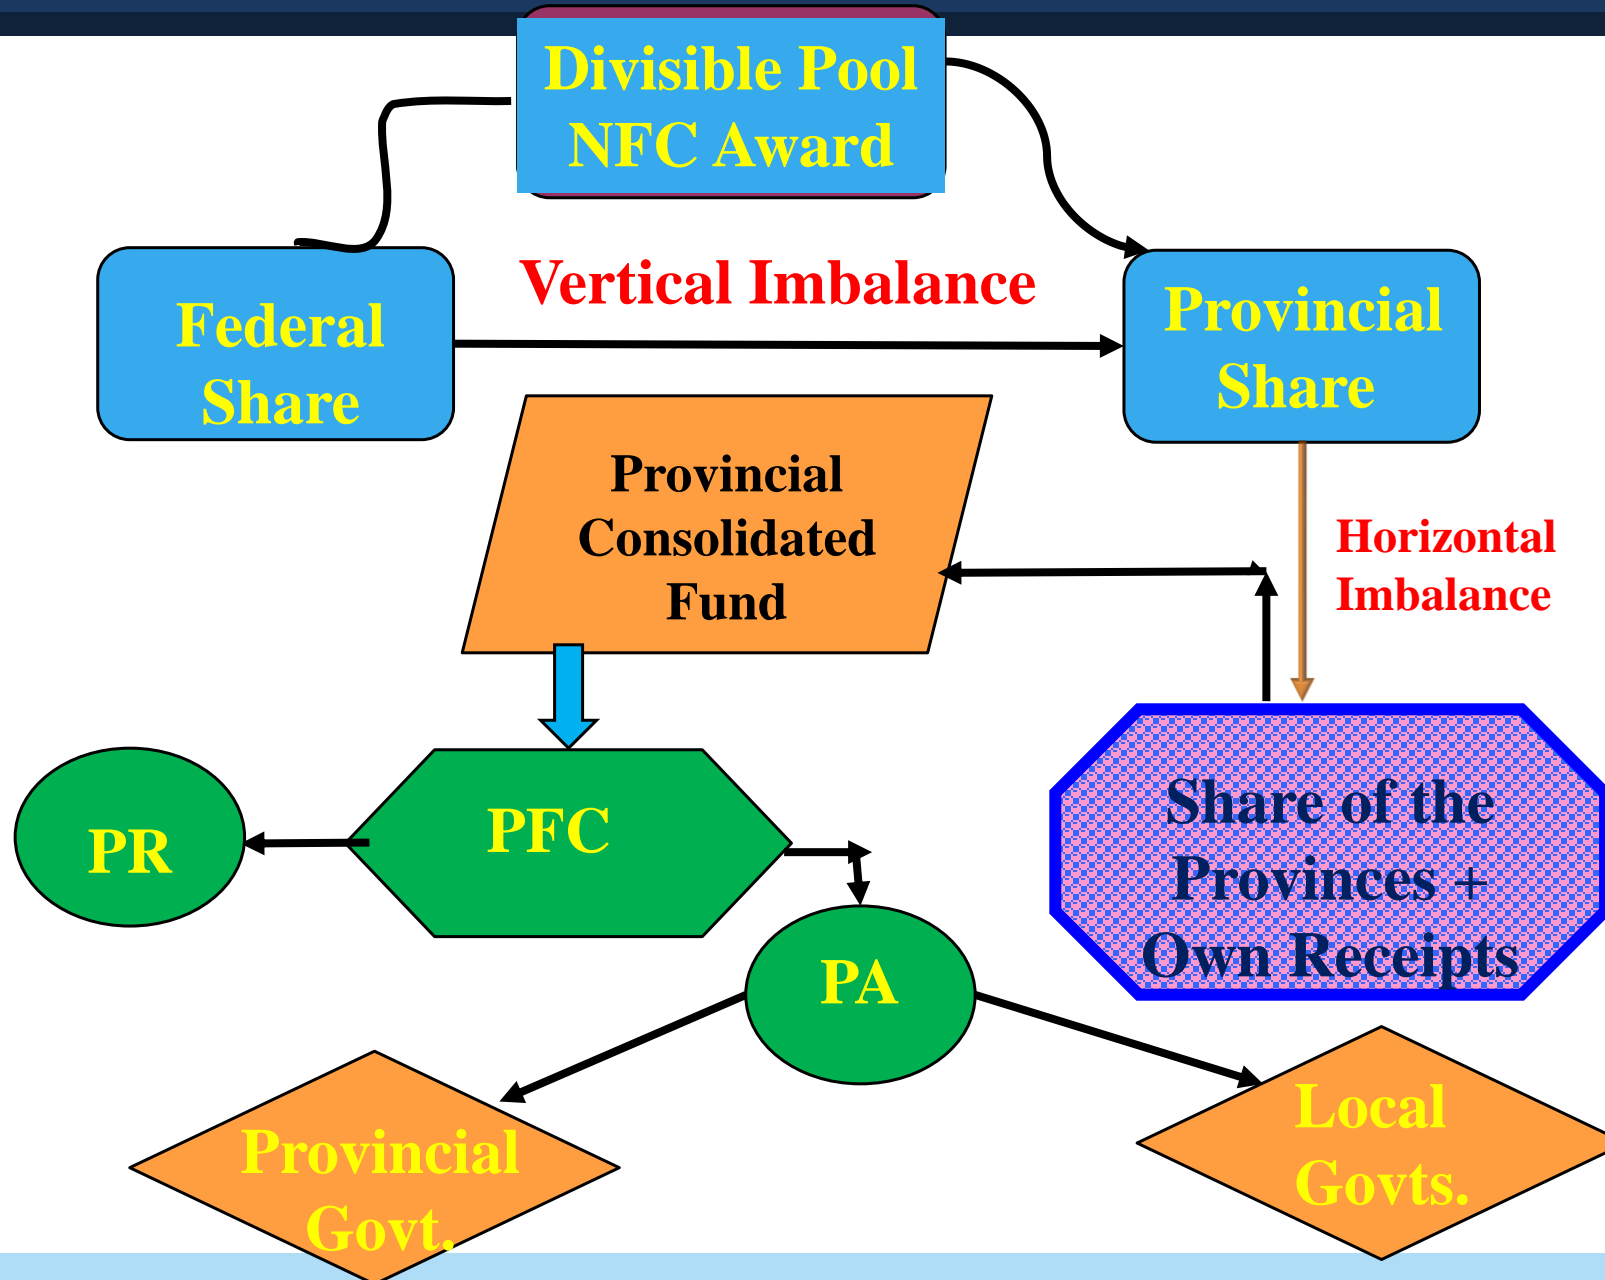 Divisible Pool
NFC Award
Vertical Imbalance
Federal
Share
Provincial
Share
Provincial
Consolidated
Fund
Horizontal
Imbalance
PR
PFC
Share of the
Provinces +
Own Receipts
PA
Provincial
Govt.
Local
Govts.